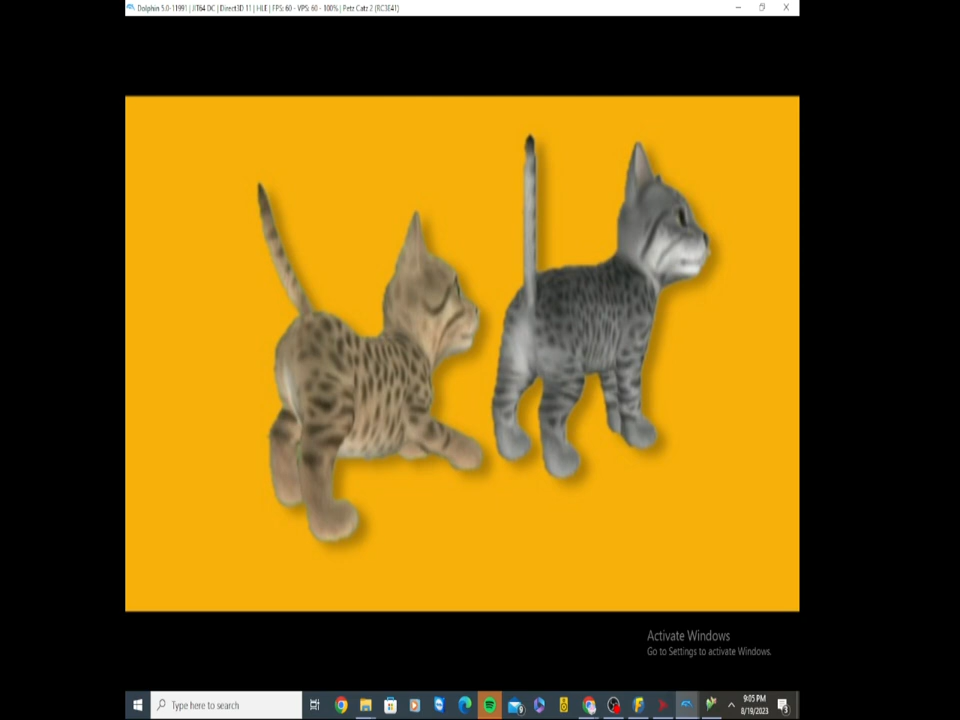 Dolphin 5.0-11991 | JIT64 DC | Direct3D 11 | HLE | FPS: 60 - VPS: 60 - 100% | Petz Catz 2 (RC3E41)
Activate Windows
Go to Settings to activate Windows.
Type here to search
9:05 PM
8/19/2023